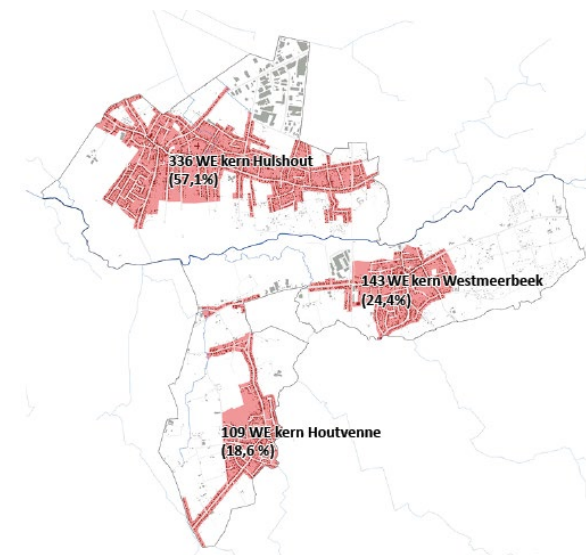 336 WE kern Hulshout
(57,1%)
143 WE kern Westmeerbeek
(24,4%)
109 WE kern Houtvenne
(18,6 %)